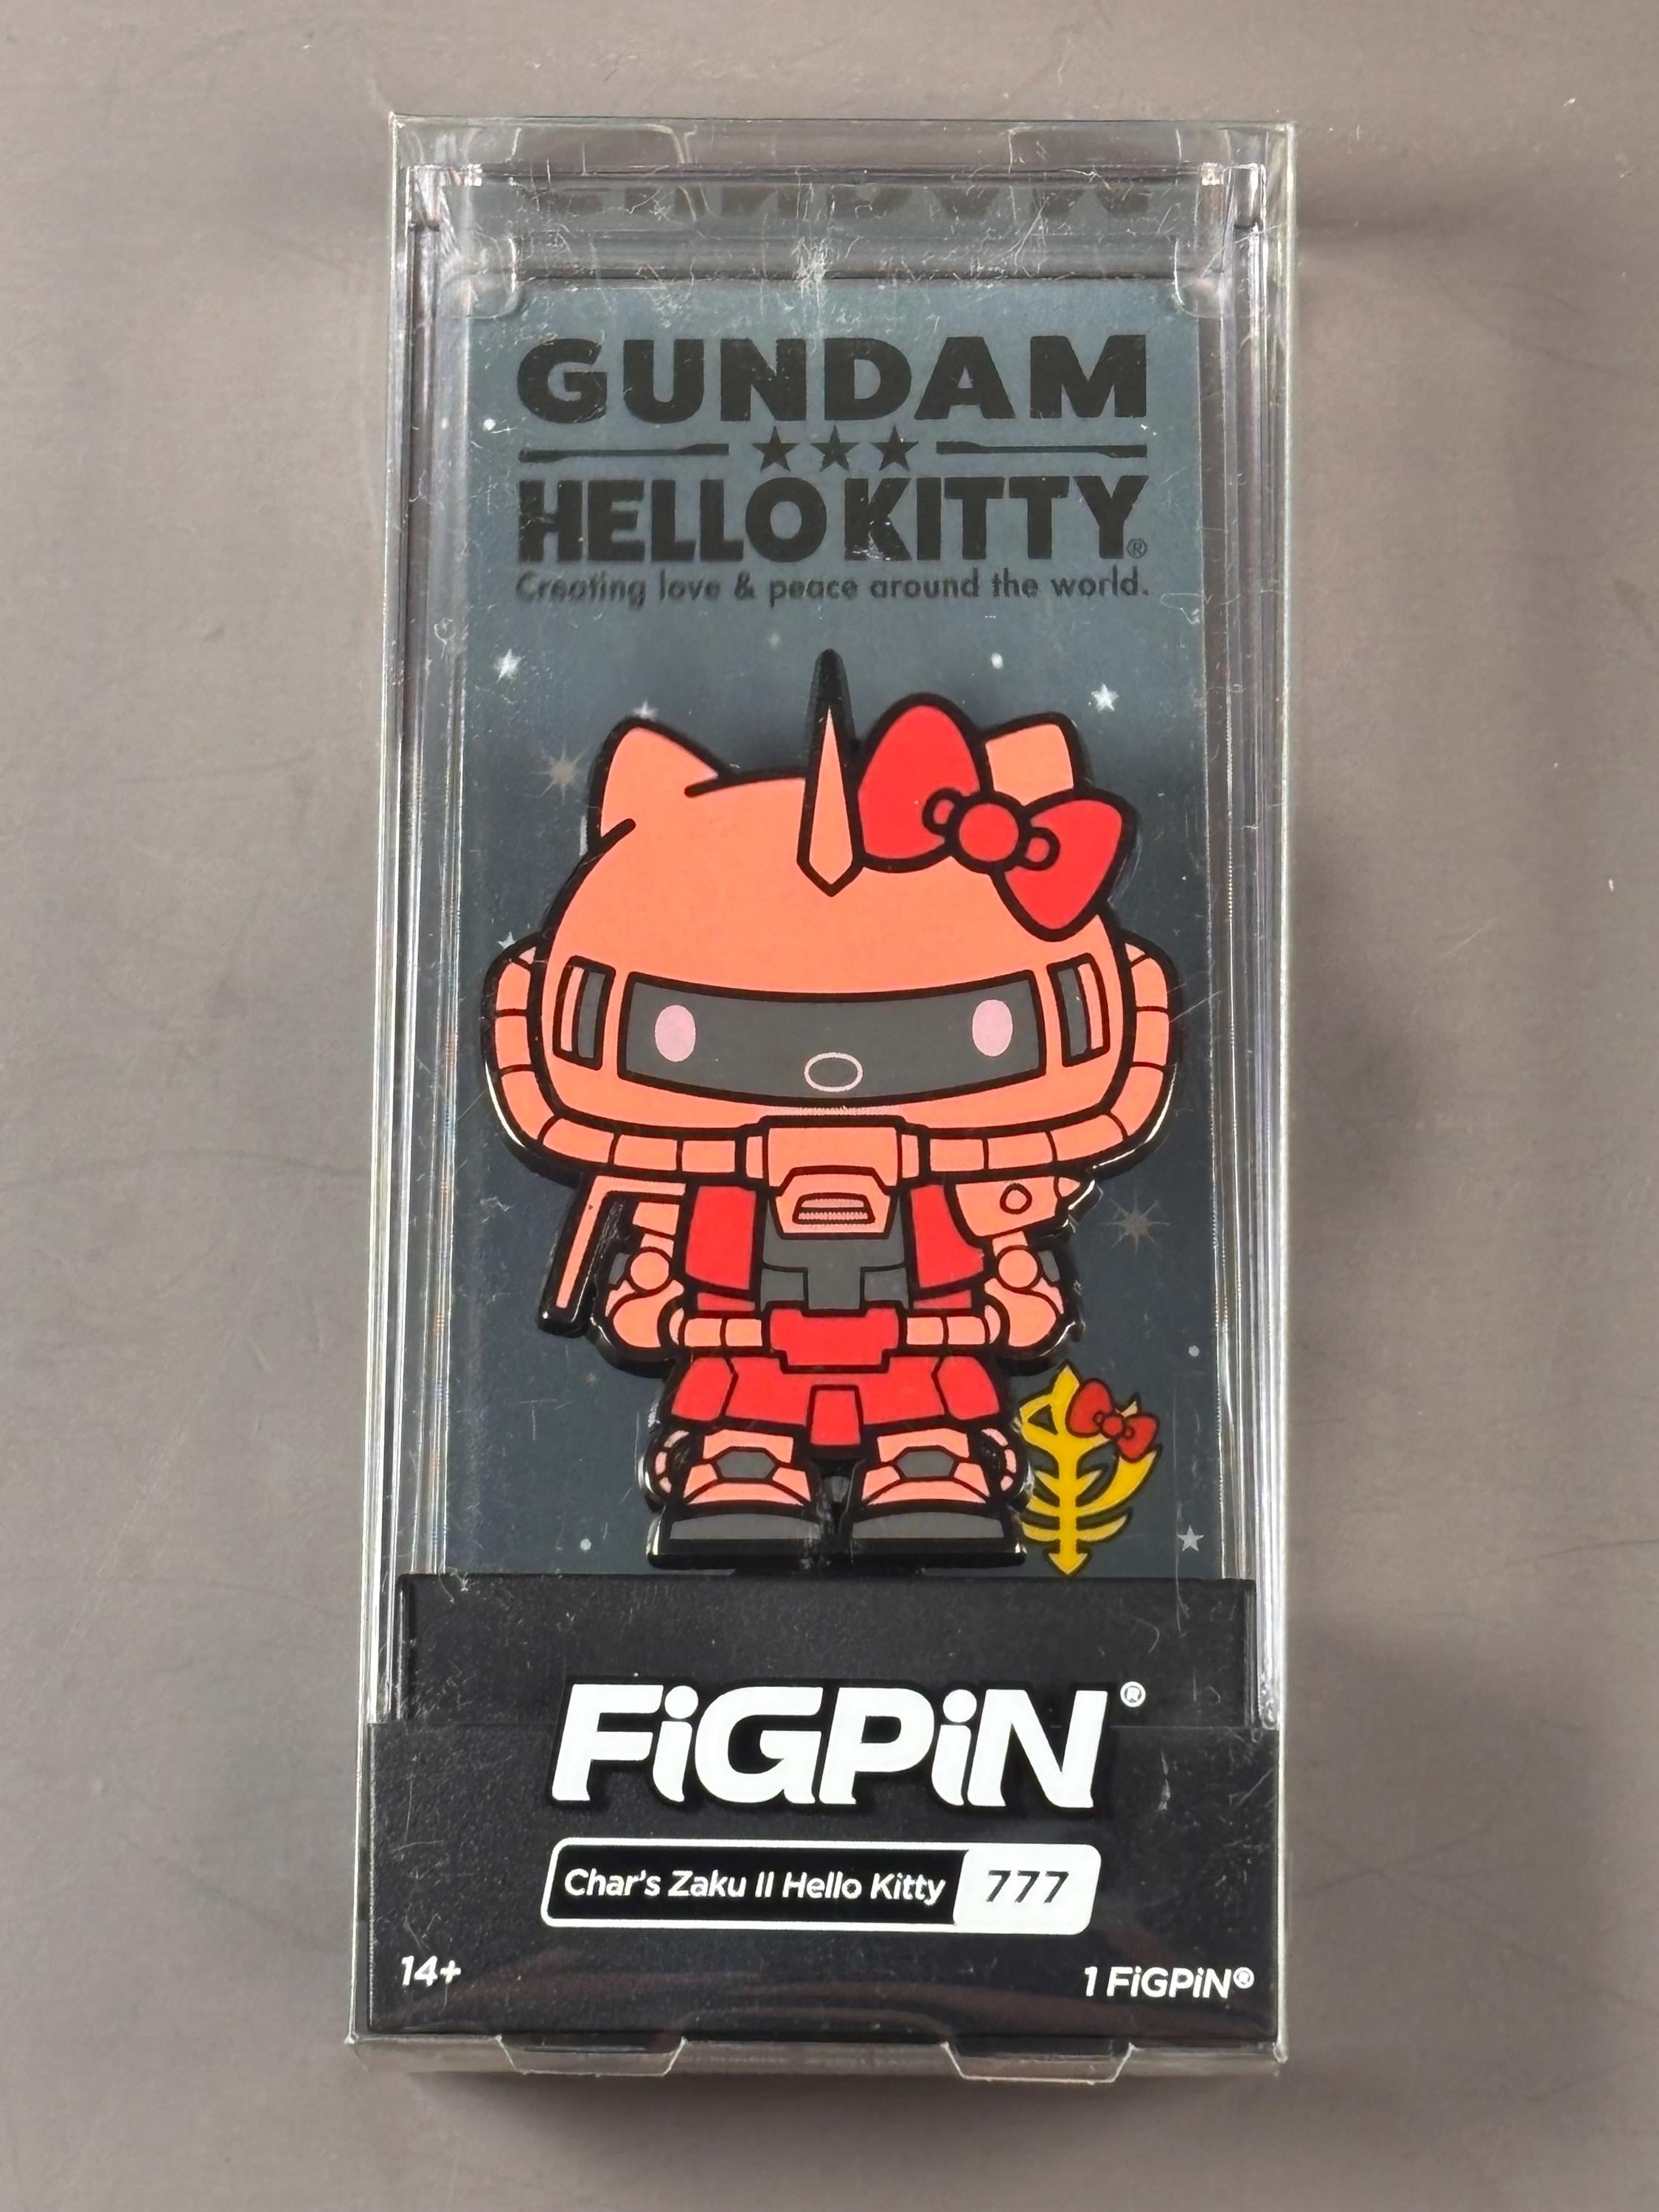 GUNDAM
★★★
HELLO KITTY®
Creating love & peace around the world.
FiGPiN®
Char's Zaku II Hello Kitty 777
14+
1 FiGPiN®